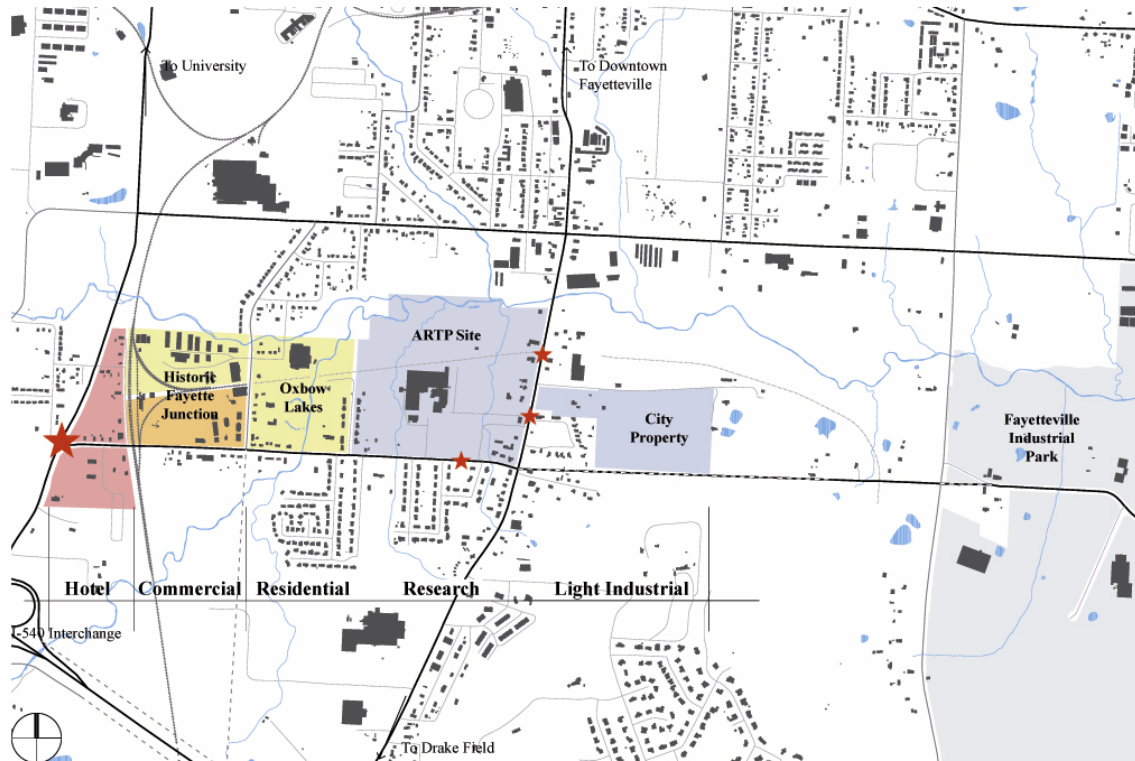 To University
To Downtown
Fayetteville
ARTP Site
Historic
Fayette
Junction
Oxbow
Lakes
City
Property
Fayetteville
Industrial
Park
Hotel
Commercial
Residential
Research
Light Industrial
I-540 Interchange
To Drake Field